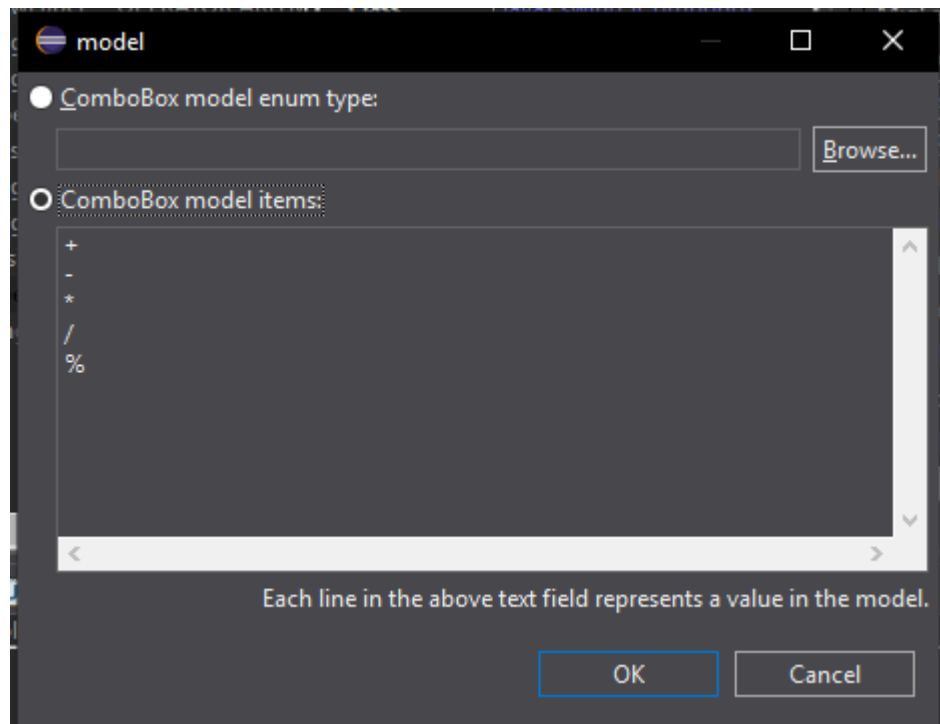 model
ComboBox model enum type:
Browse...
ComboBox model items:
+
-
*
/
%
Each line in the above text field represents a value in the model.
OK
Cancel